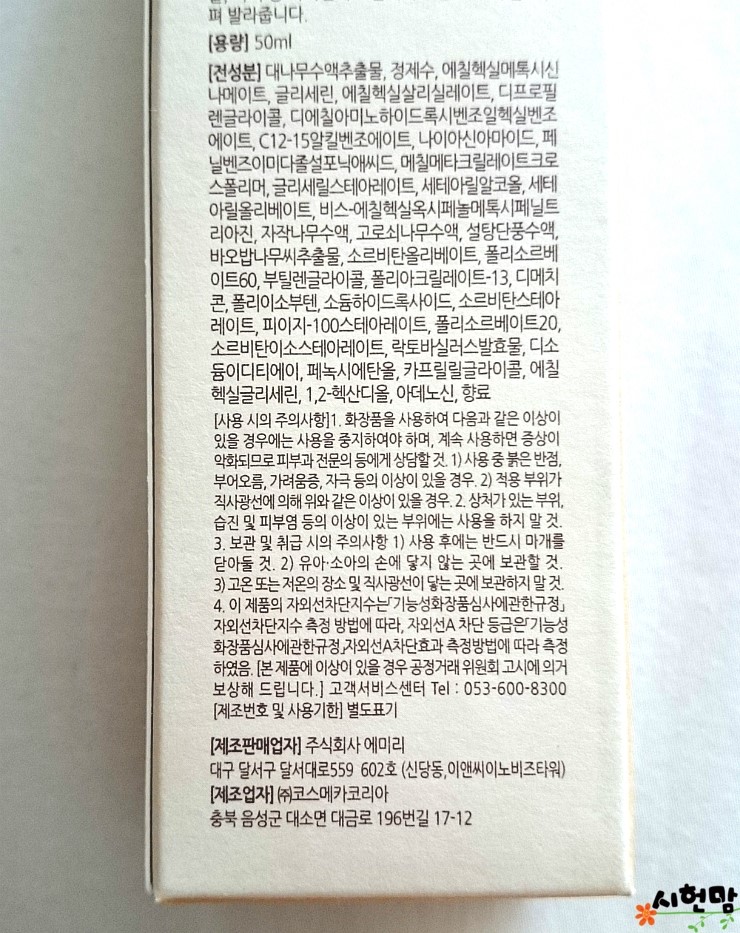 펴 발라줍니다.
[용량] 50ml
[전성분] 대나무수액추출물, 정제수, 에칠헥실메톡시신
나메이트, 글리세린, 에칠헥실살리실레이트, 디프로필
렌글라이콜, 디에칠아미노하이드록시벤조일헥실벤조
에이트, C12-15알킬벤조에이트, 나이아신아마이드, 페
닐벤즈이미다졸설포닉애씨드, 메칠메타크릴레이트크로
스폴리머, 글리세릴스테아레이트, 세테아릴알코올, 세테
아릴올리베이트, 비스-에칠헥실옥시페놀메톡시페닐트
리아진, 자작나무수액, 고로쇠나무수액, 설탕단풍수액,
바오밥나무씨추출물, 소르비탄올리베이트, 폴리소르베
이트60, 부틸렌글라이콜, 폴리아크릴레이트-13, 디메치
콘, 폴리이소부텐, 소듐하이드록사이드, 소르비탄스테아
레이트, 피이지-100스테아레이트, 폴리소르베이트20,
소르비탄이소스테아레이트, 락토바실러스발효물, 디소
듐이디티에이, 페녹시에탄올, 카프릴릴글라이콜, 에칠
헥실글리세린, 1,2-헥산디올, 아데노신, 향료
[사용 시의 주의사항]1. 화장품을 사용하여 다음과 같은 이상이
있을 경우에는 사용을 중지하여야 하며, 계속 사용하면 증상이
악화되므로 피부과 전문의 등에게 상담할 것. 1) 사용 중 붉은 반점,
부어오름, 가려움증, 자극 등의 이상이 있을 경우. 2) 적용 부위가
직사광선에 의해 위와 같은 이상이 있을 경우. 2. 상처가 있는 부위,
습진 및 피부염 등의 이상이 있는 부위에는 사용을 하지 말 것.
3. 보관 및 취급 시의 주의사항 1) 사용 후에는 반드시 마개를
닫아둘 것. 2) 유아·소아의 손에 닿지 않는 곳에 보관할 것.
3) 고온 또는 저온의 장소 및 직사광선이 닿는 곳에 보관하지 말 것.
4. 이 제품의 자외선차단지수는「기능성화장품심사에관한규정」
자외선차단지수 측정 방법에 따라, 자외선A 차단 등급은「기능성
화장품심사에관한규정」자외선A차단효과 측정방법에 따라 측정
하였음. [본 제품에 이상이 있을 경우 공정거래 위원회 고시에 의거
보상해 드립니다.] 고객서비스센터 Tel : 053-600-8300
[제조번호 및 사용기한] 별도표기
[제조판매업자] 주식회사 에미리
대구 달서구 달서대로559 602호 (신당동,이앤씨이노비즈타워)
[제조업자] ㈜코스메카코리아
충북 음성군 대소면 대금로 196번길 17-12
시헌맘